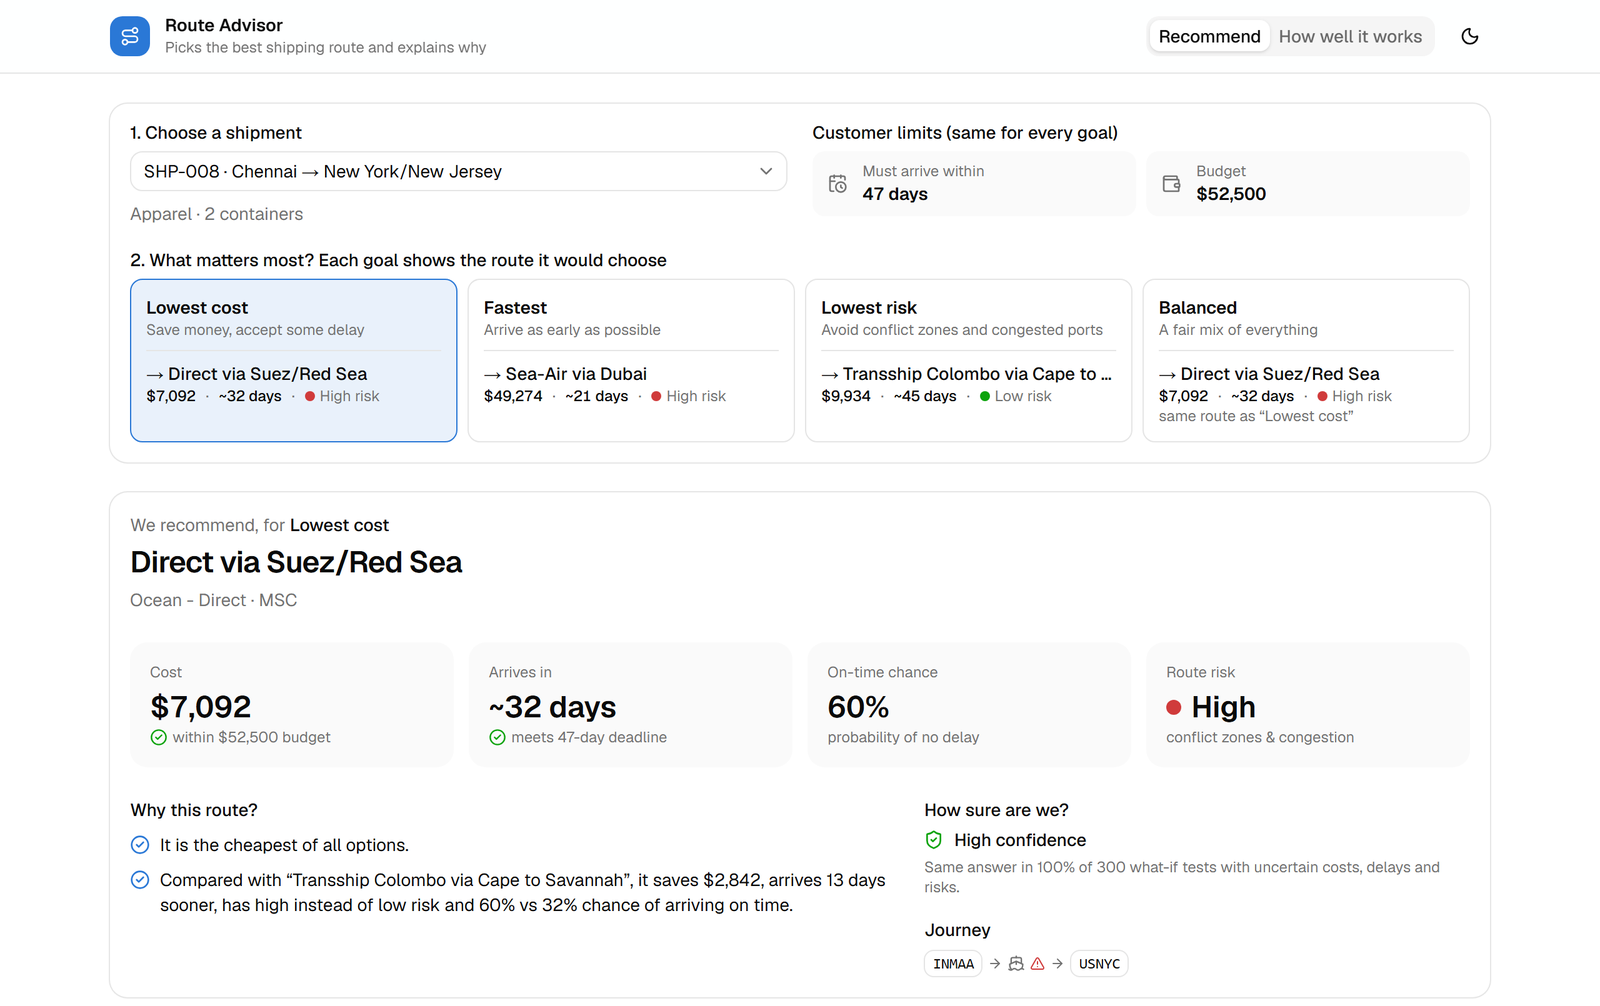 Route Advisor
Picks the best shipping route and explains why
Recommend
How well it works
1. Choose a shipment
SHP-008 · Chennai → New York/New Jersey
Apparel · 2 containers
Customer limits (same for every goal)
Must arrive within
47 days
Budget
$52,500
2. What matters most? Each goal shows the route it would choose
Lowest cost
Save money, accept some delay
→ Direct via Suez/Red Sea
$7,092 · ~32 days · High risk
Fastest
Arrive as early as possible
→ Sea-Air via Dubai
$49,274 · ~21 days · High risk
Lowest risk
Avoid conflict zones and congested ports
→ Transship Colombo via Cape to ...
$9,934 · ~45 days · Low risk
Balanced
A fair mix of everything
→ Direct via Suez/Red Sea
$7,092 · ~32 days · High risk
same route as “Lowest cost”
We recommend, for Lowest cost
Direct via Suez/Red Sea
Ocean - Direct · MSC
Cost
$7,092
within $52,500 budget
Arrives in
~32 days
meets 47-day deadline
On-time chance
60%
probability of no delay
Route risk
High
conflict zones & congestion
Why this route?
It is the cheapest of all options.
Compared with “Transship Colombo via Cape to Savannah”, it saves $2,842, arrives 13 days
sooner, has high instead of low risk and 60% vs 32% chance of arriving on time.
How sure are we?
High confidence
Same answer in 100% of 300 what-if tests with uncertain costs, delays and
risks.
Journey
INMAA → → USNYC